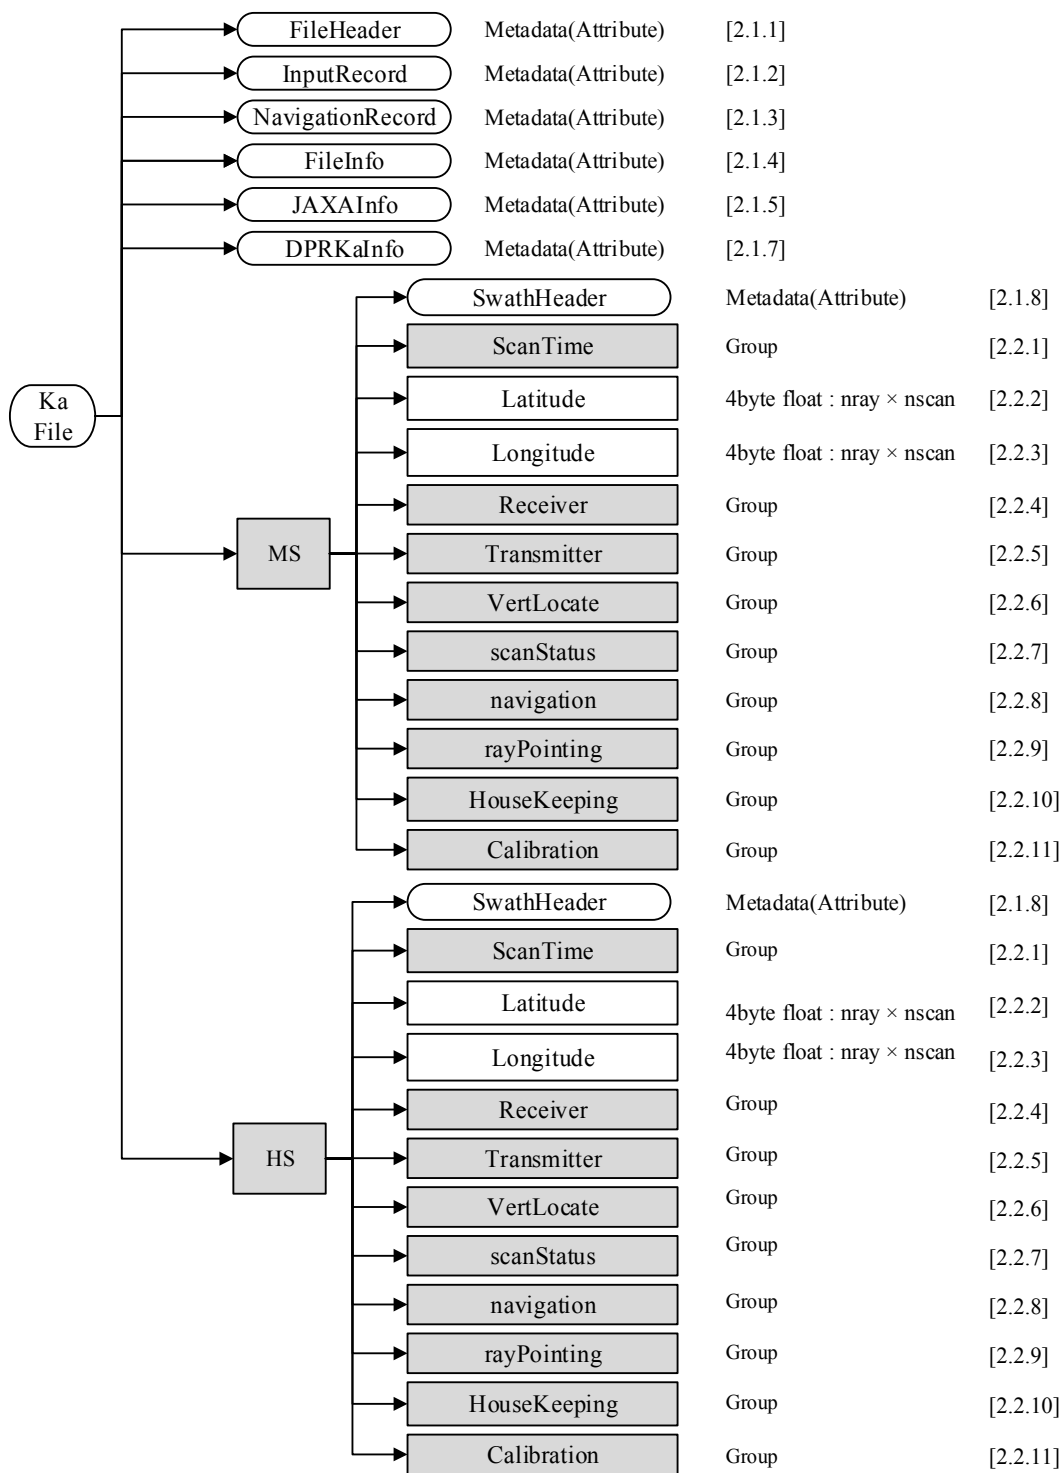 FileHeader Metadata(Attribute) [2.1.1]
InputRecord Metadata(Attribute) [2.1.2]
NavigationRecord Metadata(Attribute) [2.1.3]
FileInfo Metadata(Attribute) [2.1.4]
JAXAInfo Metadata(Attribute) [2.1.5]
DPRKaInfo Metadata(Attribute) [2.1.7]
Ka
File
MS
SwathHeader Metadata(Attribute) [2.1.8]
ScanTime Group [2.2.1]
Latitude 4byte float : nray × nscan [2.2.2]
Longitude 4byte float : nray × nscan [2.2.3]
Receiver Group [2.2.4]
Transmitter Group [2.2.5]
VertLocate Group [2.2.6]
scanStatus Group [2.2.7]
navigation Group [2.2.8]
rayPointing Group [2.2.9]
HouseKeeping Group [2.2.10]
Calibration Group [2.2.11]
HS
SwathHeader Metadata(Attribute) [2.1.8]
ScanTime Group [2.2.1]
Latitude 4byte float : nray × nscan [2.2.2]
Longitude 4byte float : nray × nscan [2.2.3]
Receiver Group [2.2.4]
Transmitter Group [2.2.5]
VertLocate Group [2.2.6]
scanStatus Group [2.2.7]
navigation Group [2.2.8]
rayPointing Group [2.2.9]
HouseKeeping Group [2.2.10]
Calibration Group [2.2.11]